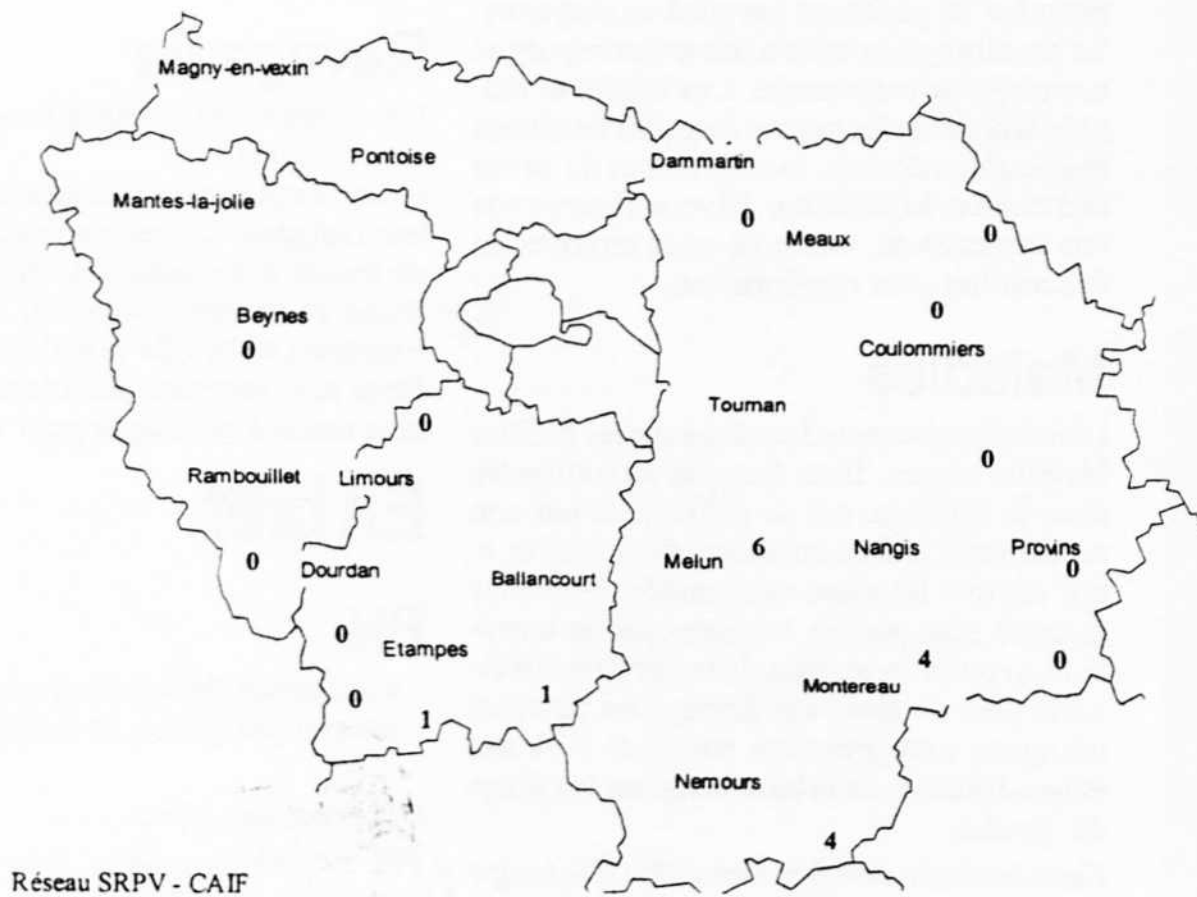 Magny-en-vexin
Pontoise
Dammartin
Mantes-la-jolie
0
Meaux
0
Beynes
0
0
Coulommiers
Tournan
0
0
Rambouillet
Limours
0
Dourdan
Ballancourt
Melun
6
Nangis
Provins
0
0
Etampes
4
0
Montereau
0
1
1
Nemours
4
Réseau SRPV - CAIF